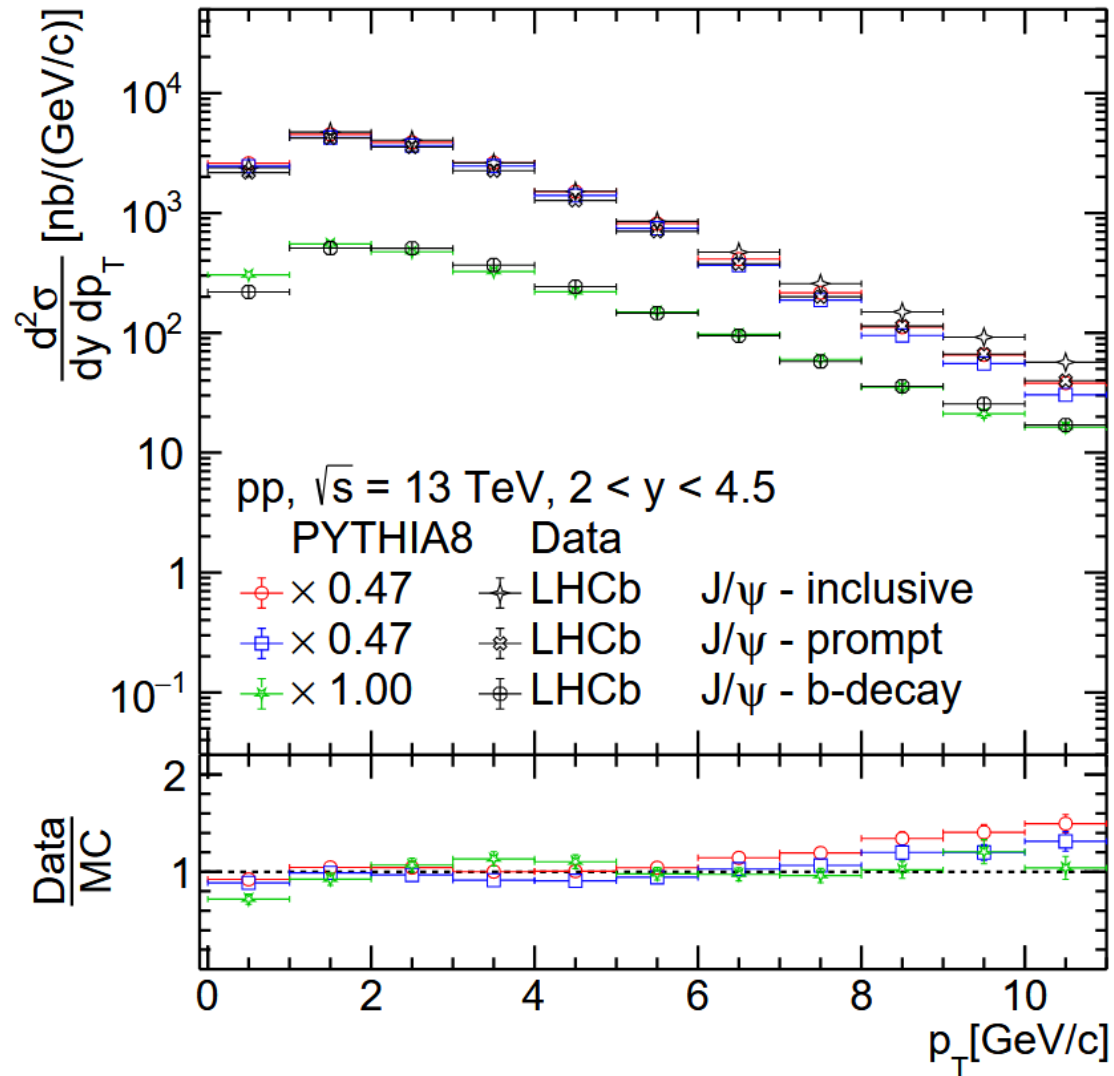 d²σ
dy dp_T [nb/(GeV/c)]
10⁴
10³
10²
10
1
10⁻¹
pp, √s = 13 TeV, 2 < y < 4.5
PYTHIA8 Data
× 0.47 LHCb J/ψ - inclusive
× 0.47 LHCb J/ψ - prompt
× 1.00 LHCb J/ψ - b-decay
Data
MC
2
1
0 2 4 6 8 10
p_T[GeV/c]